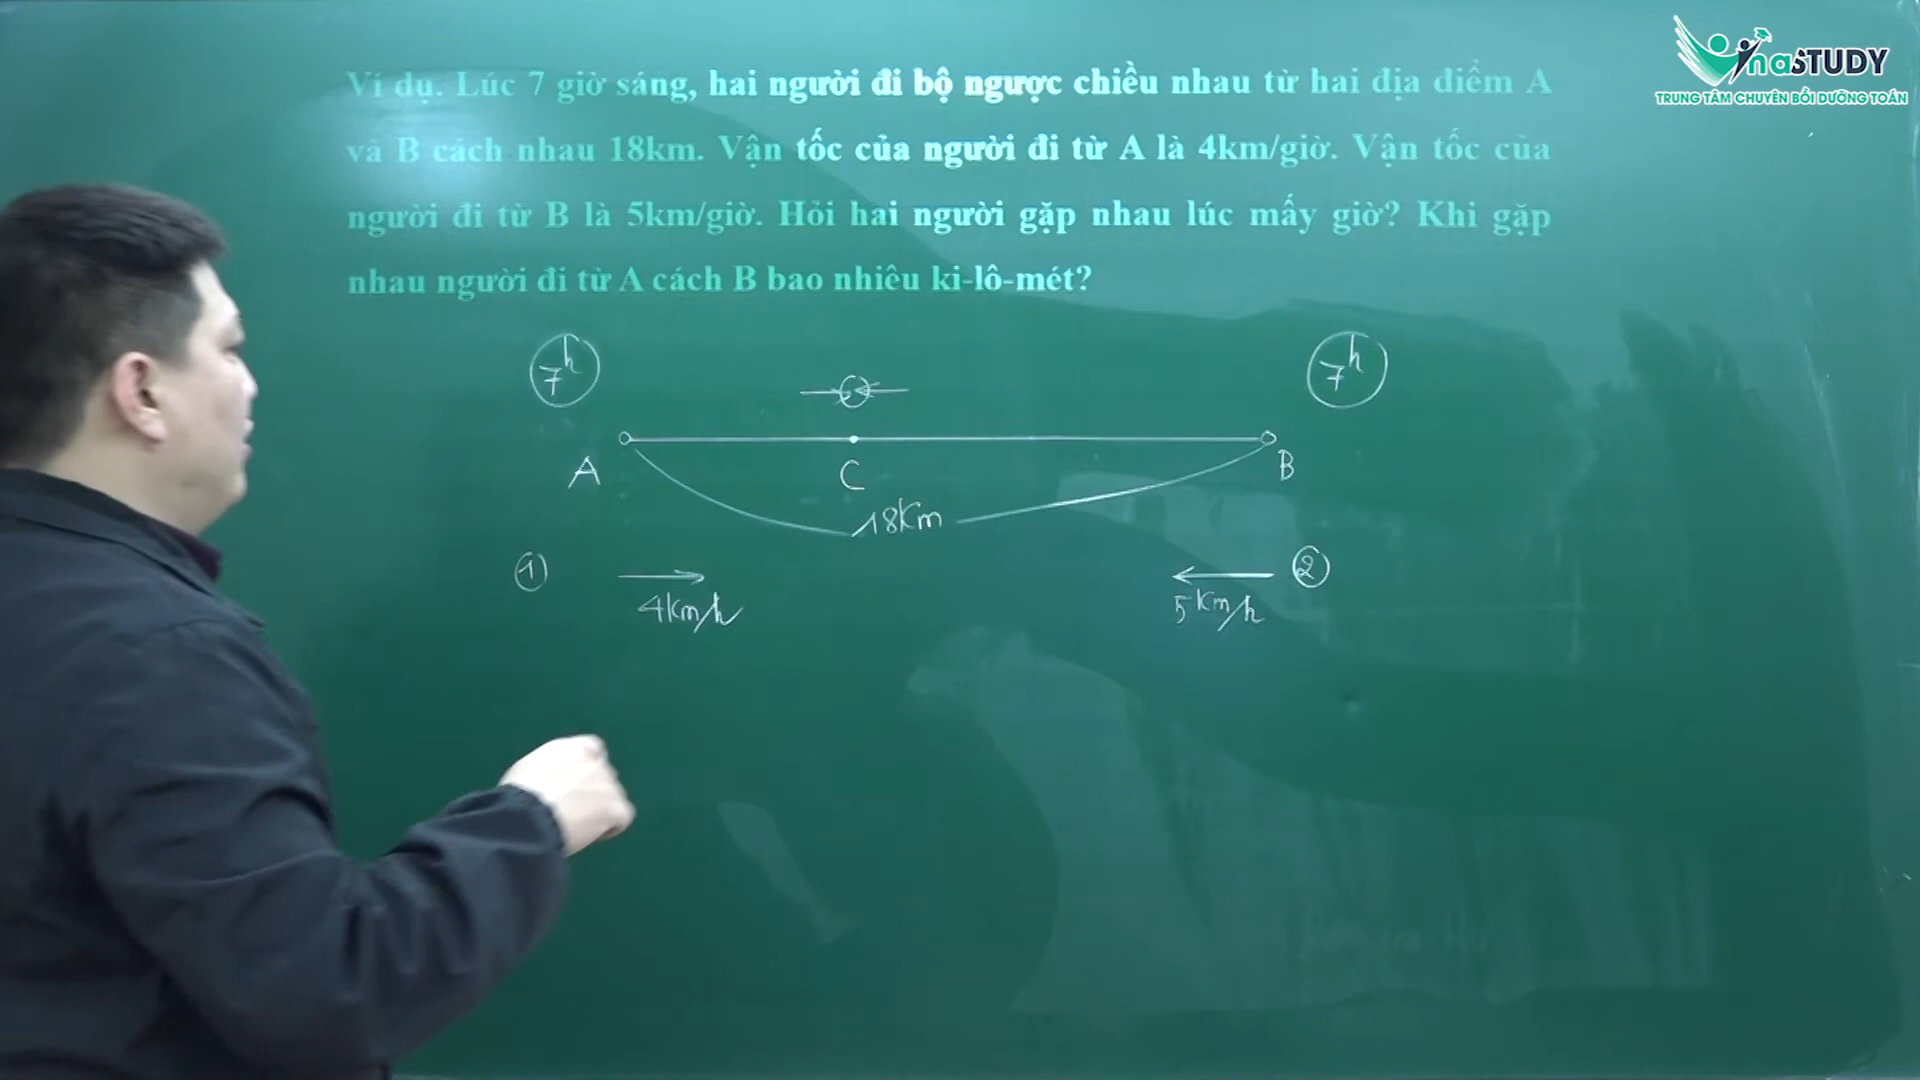 VinaSTUDY
TRUNG TÂM CHUYÊN BỒI DƯỠNG TOÁN
Ví dụ. Lúc 7 giờ sáng, hai người đi bộ ngược chiều nhau từ hai địa điểm A
và B cách nhau 18km. Vận tốc của người đi từ A là 4km/giờ. Vận tốc của
người đi từ B là 5km/giờ. Hỏi hai người gặp nhau lúc mấy giờ? Khi gặp
nhau người đi từ A cách B bao nhiêu ki-lô-mét?
7h 7h
A C B
18km
1 2
4km/h 5km/h